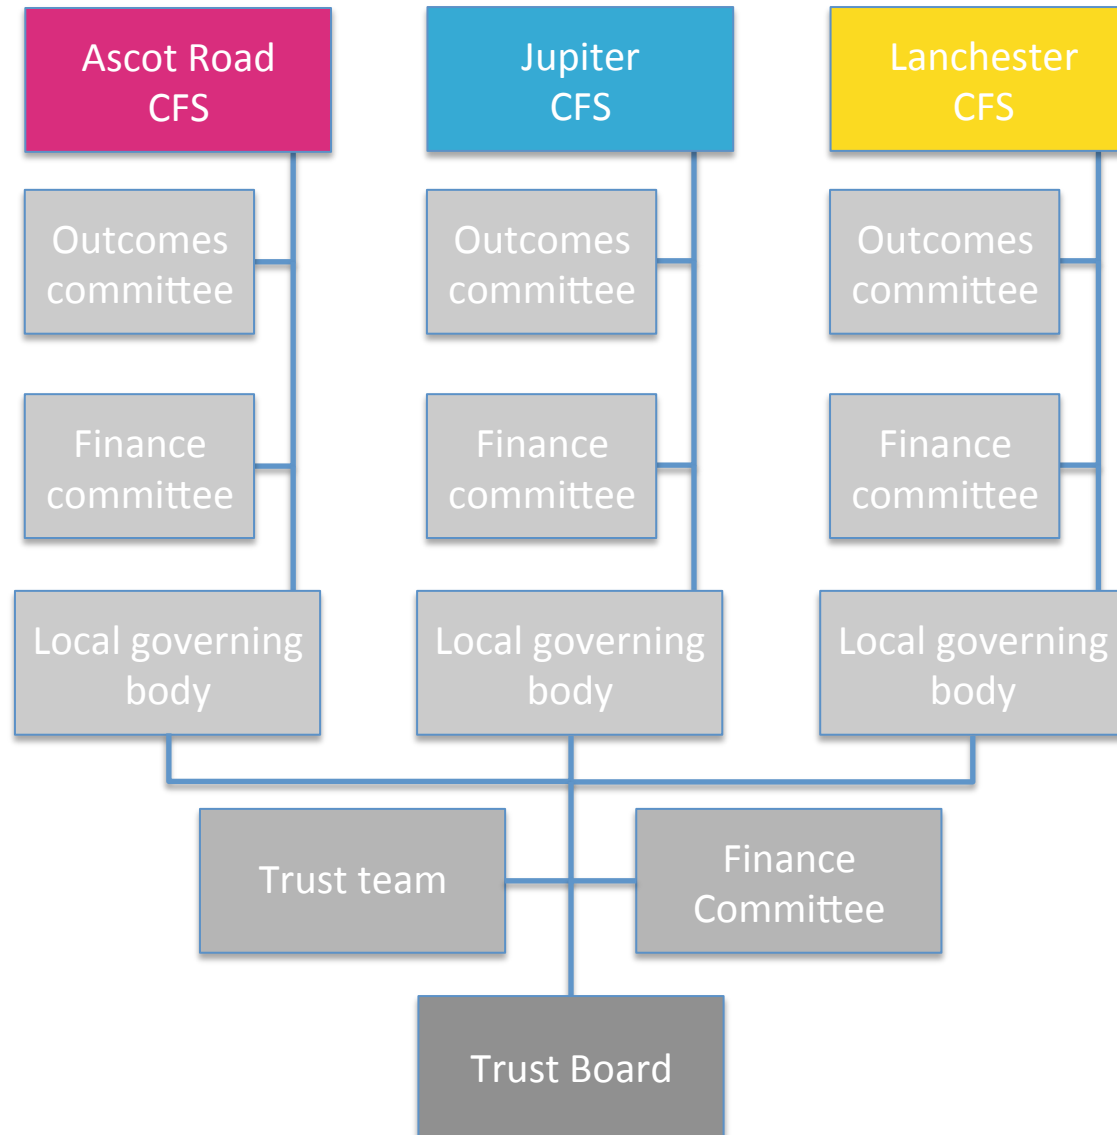 Ascot Road
CFS
Jupiter
CFS
Lanchester
CFS
Outcomes
committee
Outcomes
committee
Outcomes
committee
Finance
committee
Finance
committee
Finance
committee
Local governing
body
Local governing
body
Local governing
body
Trust team
Finance
Committee
Trust Board